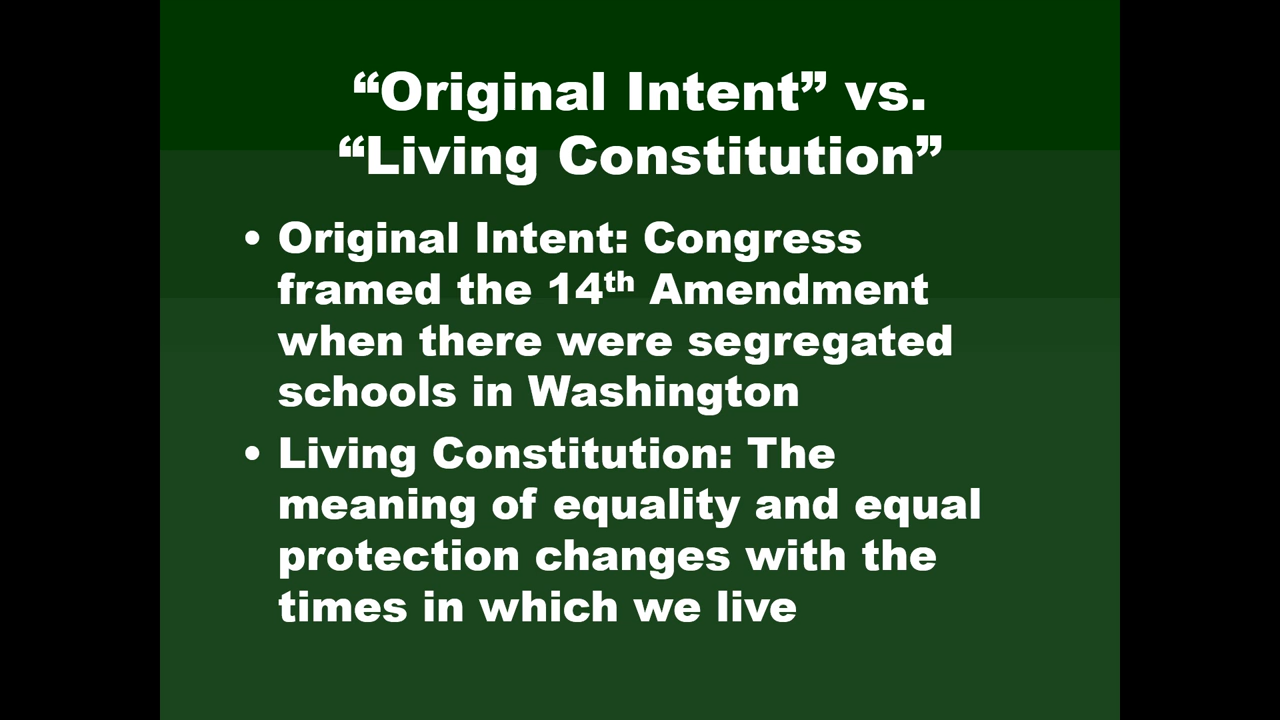 “Original Intent” vs.
“Living Constitution”
• Original Intent: Congress
framed the 14th Amendment
when there were segregated
schools in Washington
• Living Constitution: The
meaning of equality and equal
protection changes with the
times in which we live